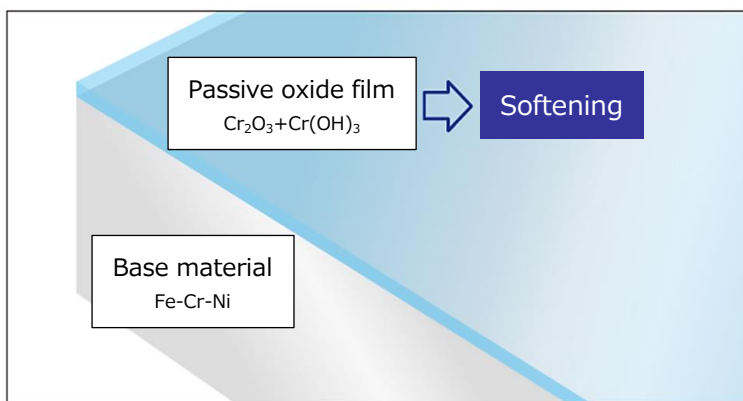 Passive oxide film
Cr₂O₃+Cr(OH)₃
Softening
Base material
Fe-Cr-Ni